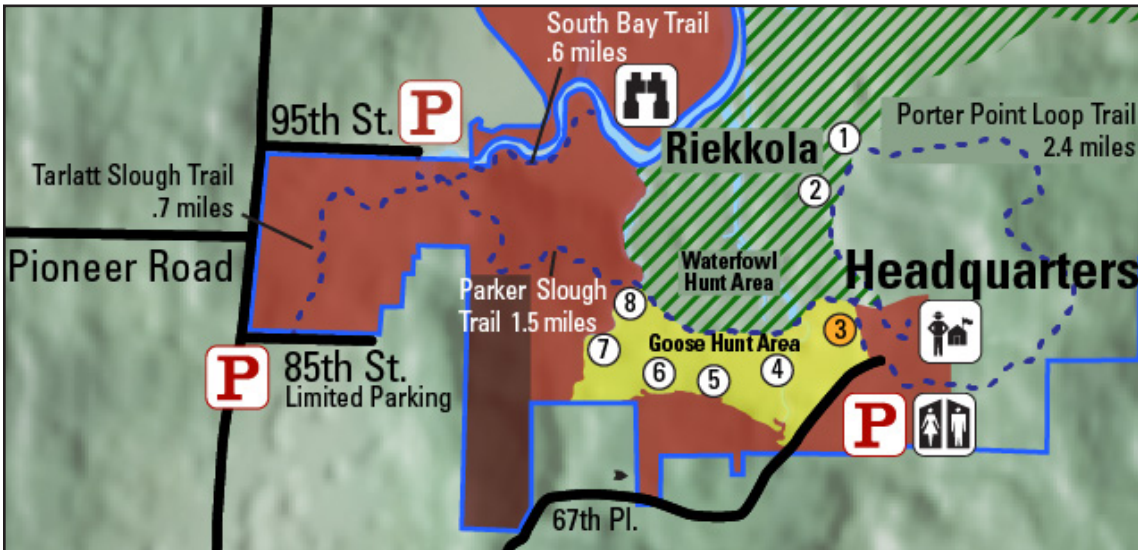 South Bay Trail
.6 miles
P
95th St.
Porter Point Loop Trail
2.4 miles
1
Riekkola
Tarlatt Slough Trail
.7 miles
2
Pioneer Road
Waterfowl
Hunt Area
Headquarters
Parker Slough
Trail 1.5 miles
8
3
Goose Hunt Area
7
6
5
4
P
85th St.
Limited Parking
P
67th Pl.